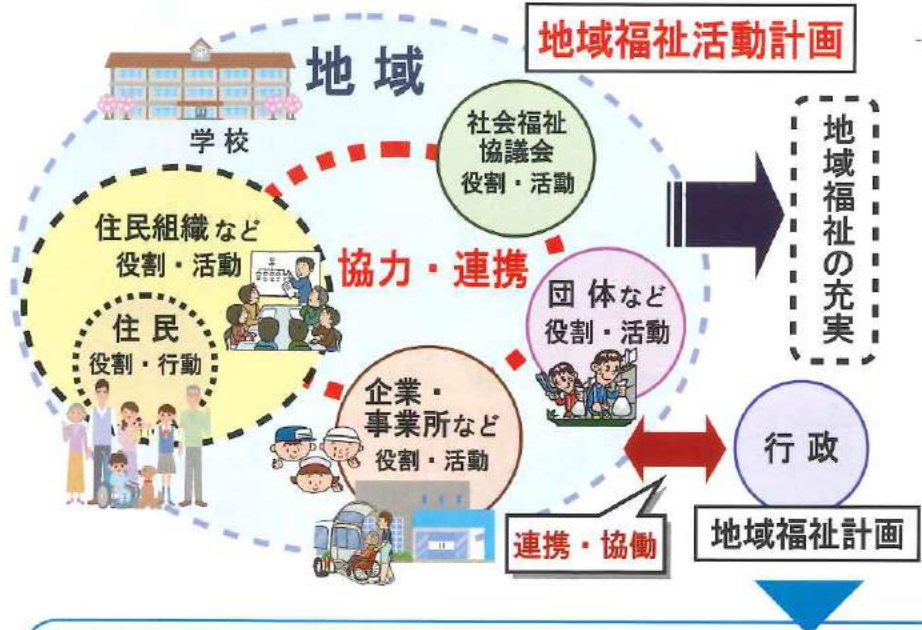 地域福祉活動計画
地域
学校
社会福祉
協議会
役割・活動
住民組織など
役割・活動
協力・連携
住民
役割・行動
団体など
役割・活動
企業・
事業所など
役割・活動
地域福祉の充実
行政
連携・協働
地域福祉計画